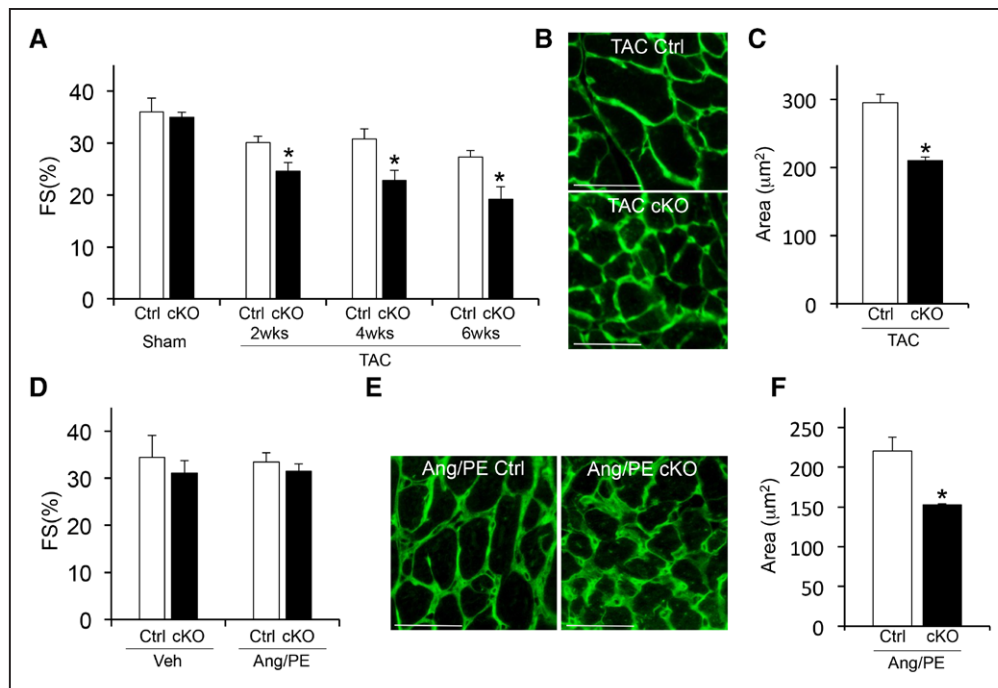 A
FS(%)
40
30
20
10
0
Ctrl cKO Ctrl cKO Ctrl cKO Ctrl cKO
Sham 2wks 4wks 6wks
TAC
B
TAC Ctrl
TAC cKO
C
Area (μm²)
300
200
100
0
Ctrl cKO
TAC
* * *
*
D
FS(%)
40
30
20
10
0
Ctrl cKO Ctrl cKO
Veh Ang/PE
E
Ang/PE Ctrl Ang/PE cKO
F
Area (μm²)
250
200
150
100
50
0
*
Ctrl cKO
Ang/PE